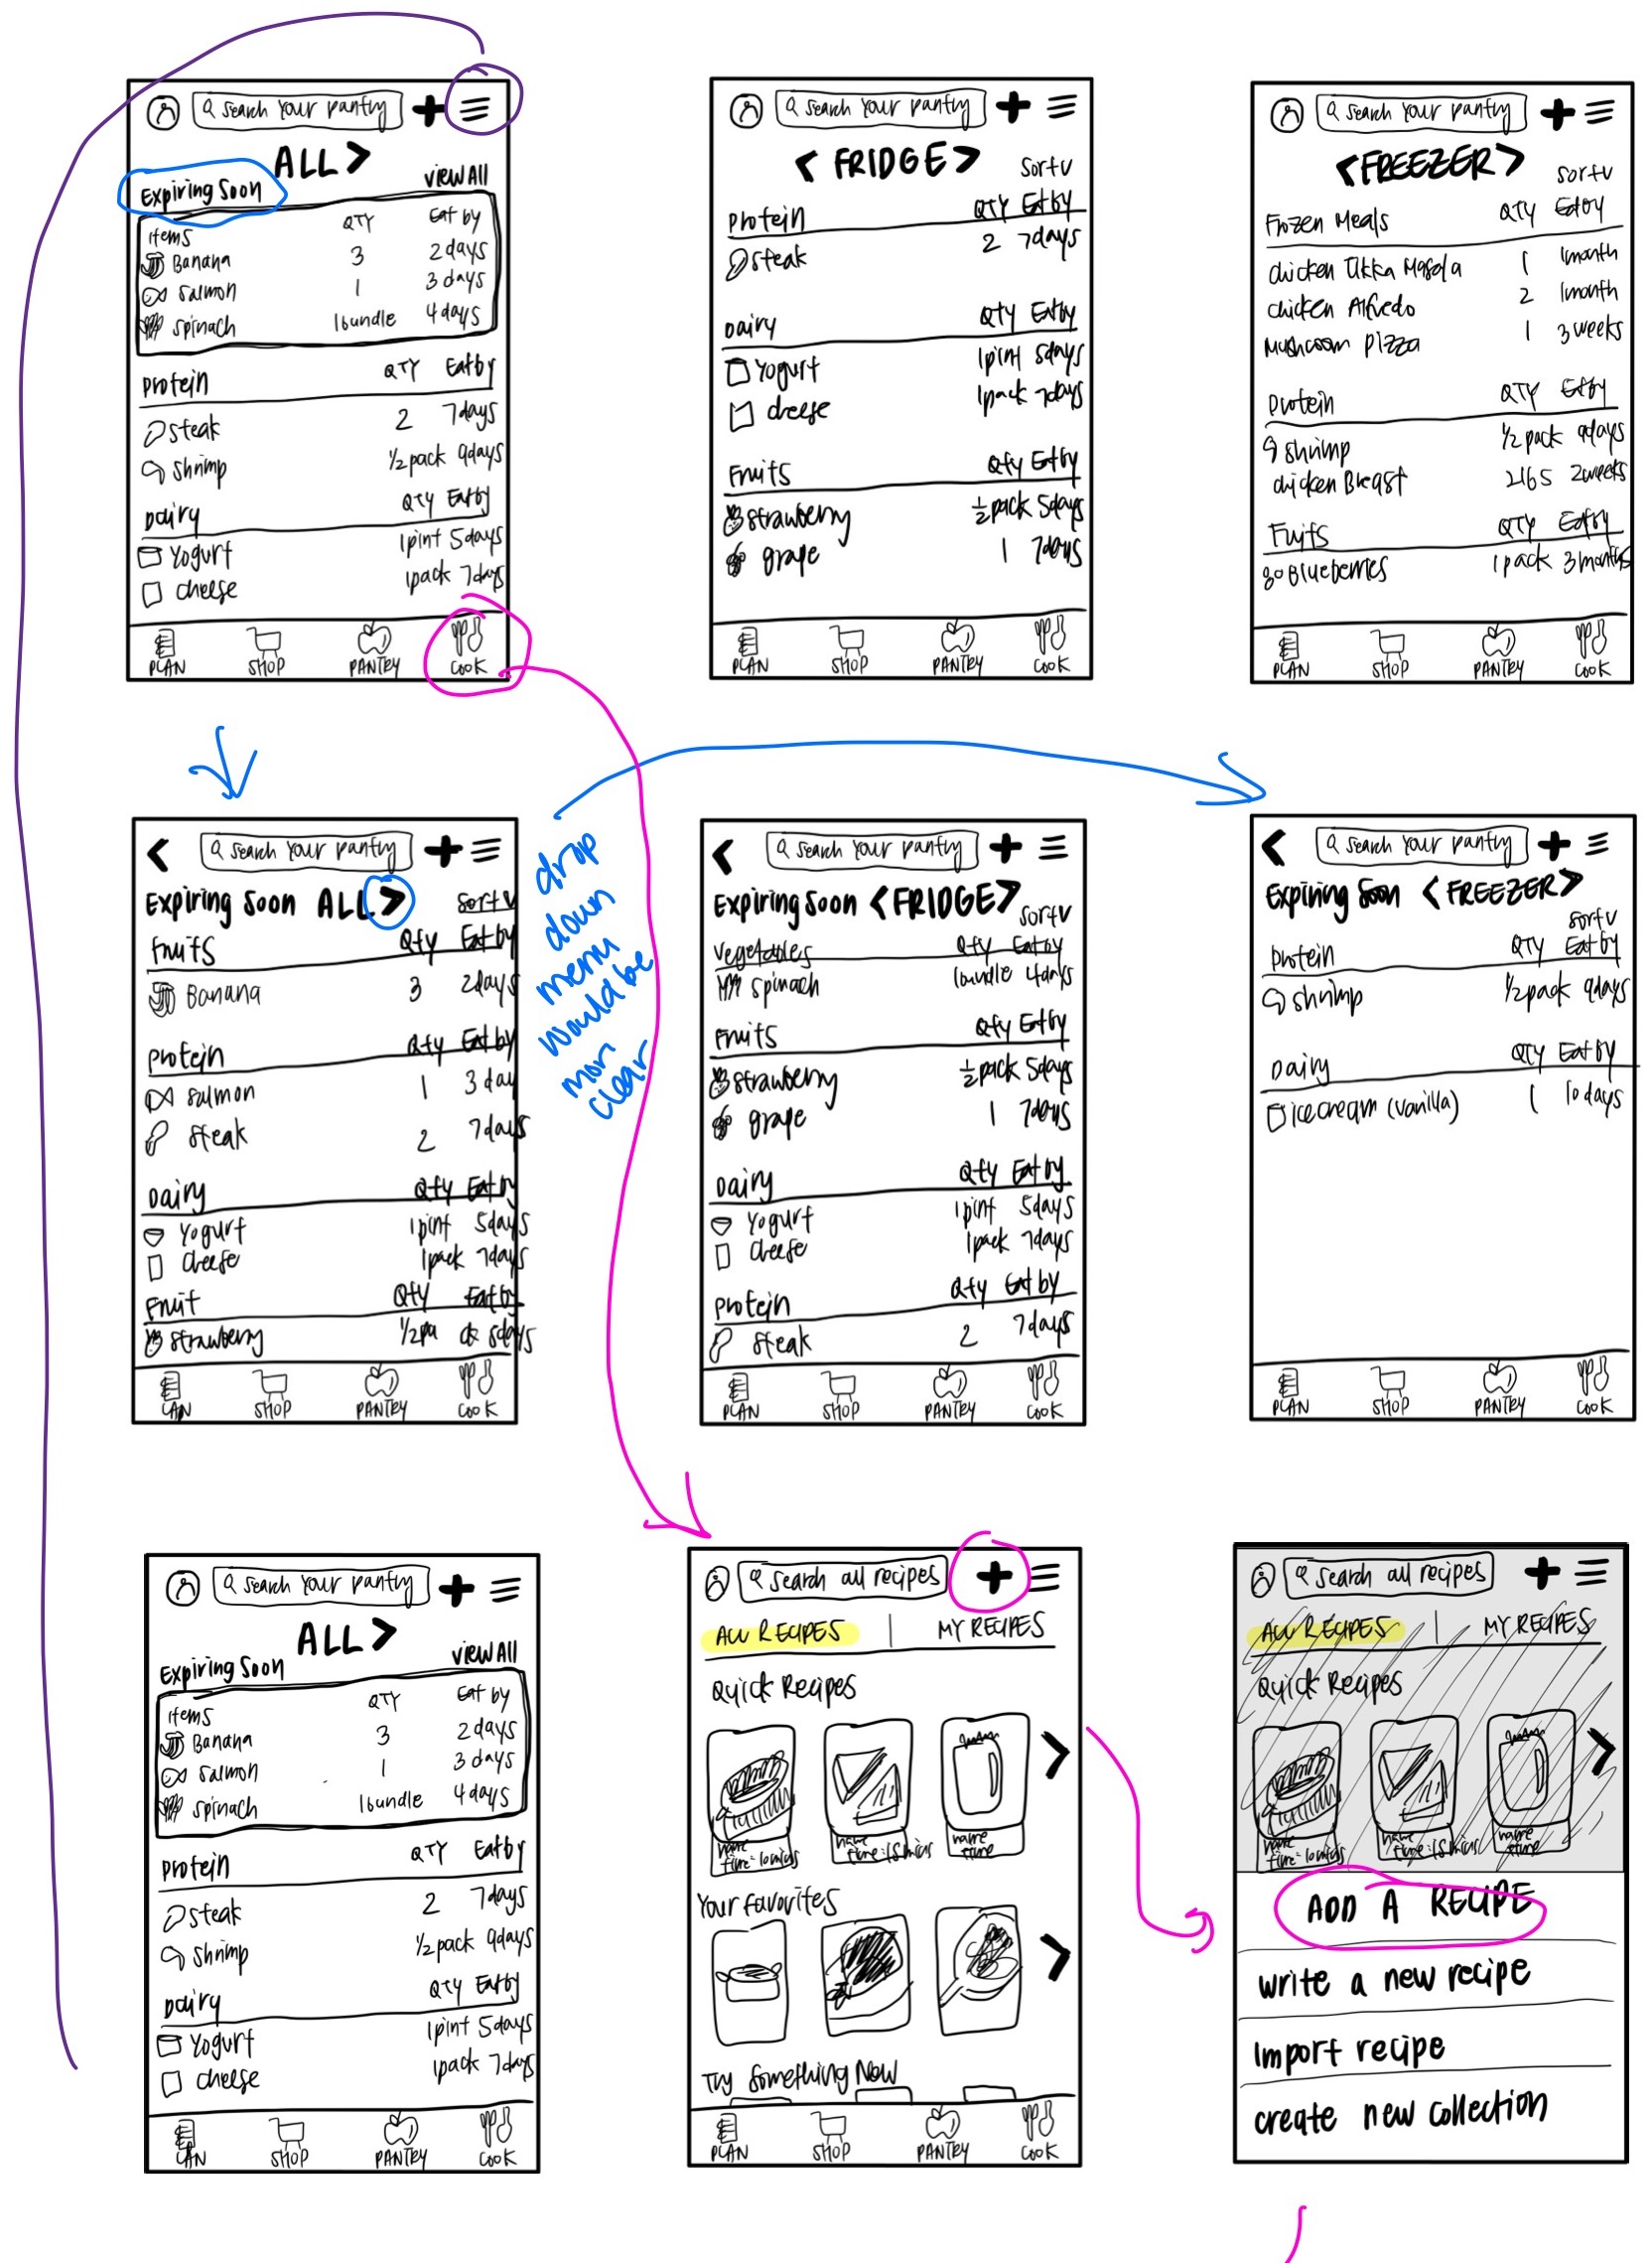 Search Your Pantry
ALL >
Expiring Soon View All
Items QTY Eat by
Banana 3 2 days
Salmon 1 3 days
Spinach 1 bundle 4 days
Protein QTY Eat by
Steak 2 7 days
Shrimp 1/2 pack 9 days
Dairy QTY Eat by
Yogurt 1 pint 5 days
Cheese 1 pack 7 days
PLAN SHOP PANTRY COOK
Search Your Pantry
< FRIDGE >
Sort v
Protein QTY Eat by
Steak 2 7 days
Dairy QTY Eat by
Yogurt 1 pint 5 days
Cheese 1 pack 7 days
Fruits Qty Eat by
Strawberry 1/2 pack 5 days
grape 1 7 days
PLAN SHOP PANTRY COOK
Search Your Pantry
< FREEZER >
Sort v
Frozen Meals QTY Eat by
Chicken Tikka Masala 1 1 month
Chicken Alfredo 2 1 month
Mushroom Pizza 1 3 weeks
Protein QTY Eat by
Shrimp 1/2 pack 9 days
Chicken Breast 2 lbs 2 weeks
Fruits QTY Eat by
Blueberries 1 pack 3 months
PLAN SHOP PANTRY COOK
< Search Your Pantry
Expiring Soon ALL >
Sort v
Fruits Qty Eat by
Banana 3 2 days
Protein Qty Eat by
Salmon 1 3 day
Steak 2 7 days
Dairy Qty Eat by
Yogurt 1 pint 5 days
Cheese 1 pack 7 days
Fruit Qty Eat by
Strawberry 1/2 pa ck 5 days
SHOP PANTRY COOK
drop
down
menu
would be
more
clear
< Search Your Pantry
Expiring Soon < FRIDGE >
Sort v
Vegetables Qty Eat by
Spinach 1 bundle 4 days
Fruits Qty Eat by
Strawberry 1/2 pack 5 days
grape 1 7 days
Dairy Qty Eat by
Yogurt 1 pint 5 days
Cheese 1 pack 7 days
Protein Qty Eat by
Steak 2 7 days
PLAN SHOP PANTRY COOK
< Search Your Pantry
Expiring Soon < FREEZER >
Sort v
Protein QTY Eat by
Shrimp 1/2 pack 9 days
Dairy QTY Eat by
ice cream (vanilla) 1 10 days
PLAN SHOP PANTRY COOK
Search Your Pantry
ALL >
Expiring Soon View All
Items QTY Eat by
Banana 3 2 days
Salmon 1 3 days
Spinach 1 bundle 4 days
Protein QTY Eat by
Steak 2 7 days
Shrimp 1/2 pack 9 days
Dairy QTY Eat by
Yogurt 1 pint 5 days
Cheese 1 pack 7 days
SHOP PANTRY COOK
Search all recipes
ALL RECIPES | MY RECIPES
Quick Recipes
name name name
time = 10 mins time = 15 mins time
Your favorites
Try Something New
PLAN SHOP PANTRY COOK
Search all recipes
ALL RECIPES | MY RECIPES
Quick Recipes
name name name
time = 10 mins time = 15 mins time
ADD A RECIPE
write a new recipe
Import recipe
create new collection